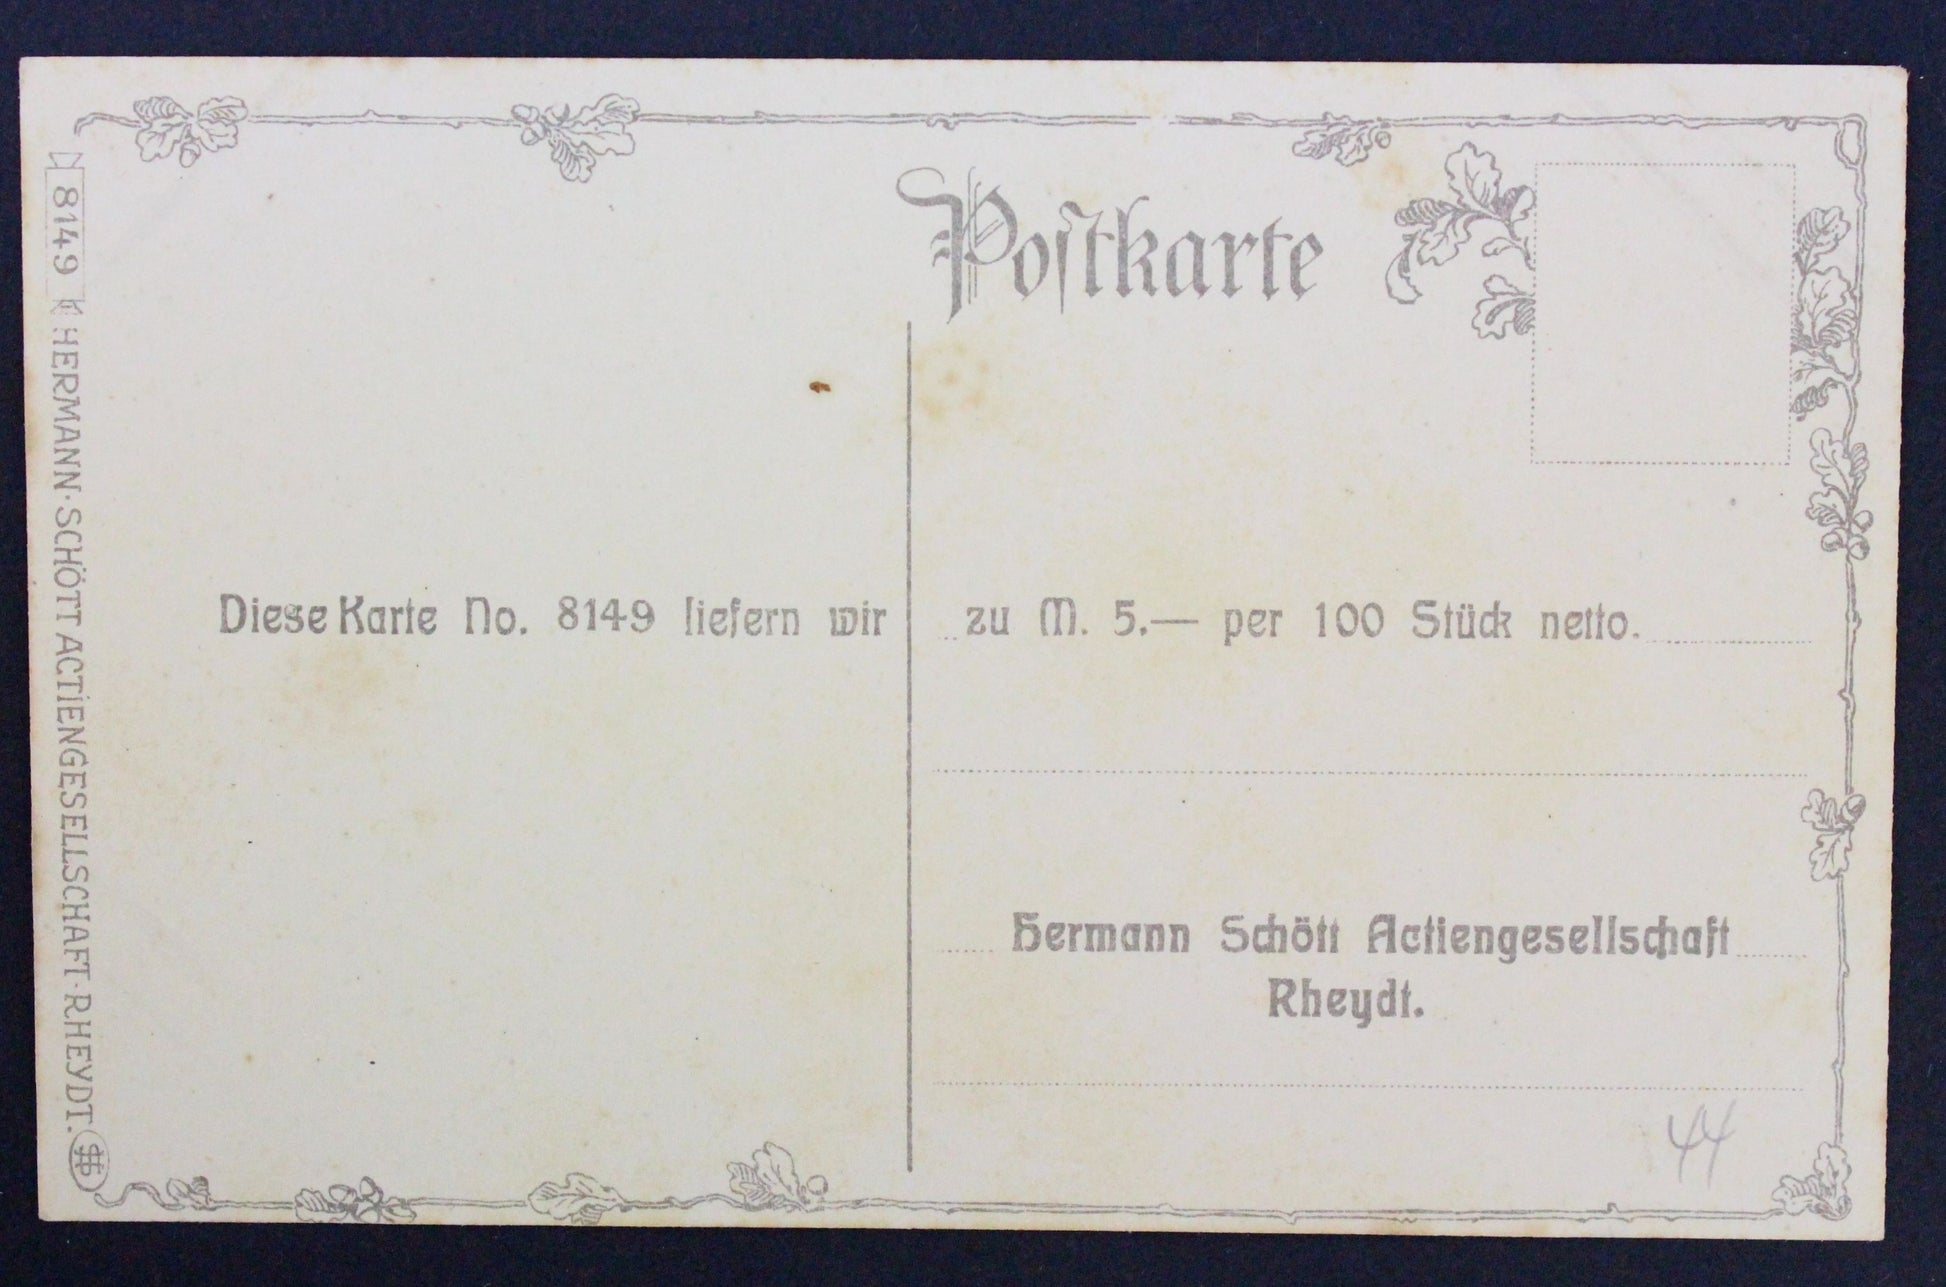 Postkarte
8149
HERMANN·SCHÖTT ACTIENGESELLSCHAFT·RHEYDT.
Diese Karte No. 8149 liefern wir zu M. 5.— per 100 Stück netto.
Hermann Schött Actiengesellschaft
Rheydt.
44